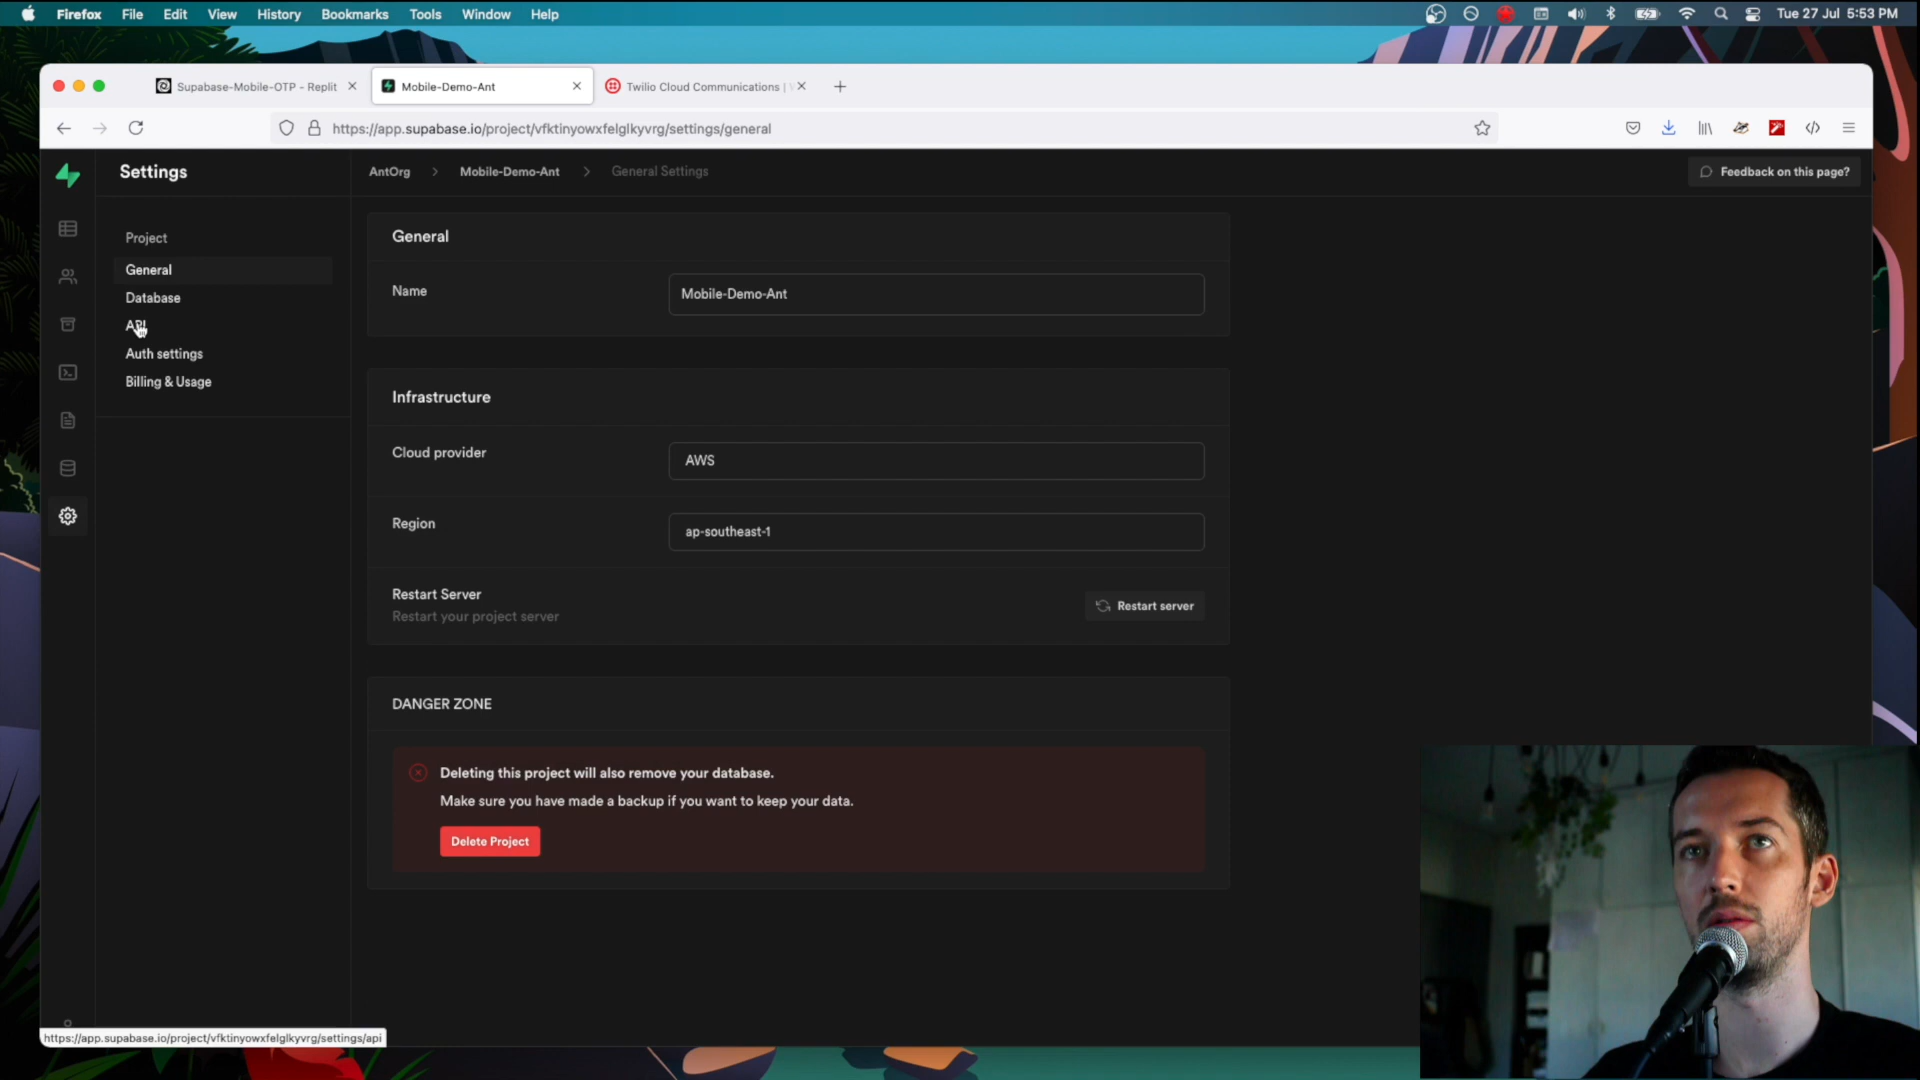 Firefox File Edit View History Bookmarks Tools Window Help
Tue 27 Jul 5:53 PM
Supabase-Mobile-OTP - Replit
Mobile-Demo-Ant
Twilio Cloud Communications |
https://app.supabase.io/project/vfktinyowxfelglkyvrg/settings/general
Settings
AntOrg > Mobile-Demo-Ant > General Settings
Feedback on this page?
Project
General
Database
API
Auth settings
Billing & Usage
General
Name
Mobile-Demo-Ant
Infrastructure
Cloud provider
AWS
Region
ap-southeast-1
Restart Server
Restart your project server
Restart server
DANGER ZONE
Deleting this project will also remove your database.
Make sure you have made a backup if you want to keep your data.
Delete Project
https://app.supabase.io/project/vfktinyowxfelglkyvrg/settings/api